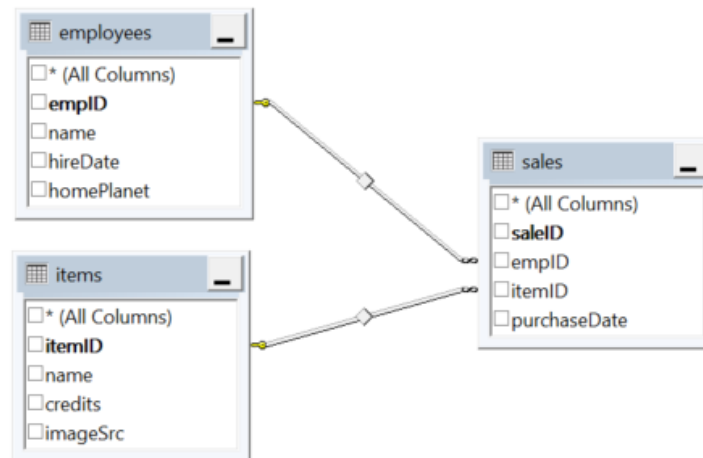 employees
* (All Columns)
empID
name
hireDate
homePlanet
sales
* (All Columns)
saleID
empID
itemID
purchaseDate
items
* (All Columns)
itemID
name
credits
imageSrc